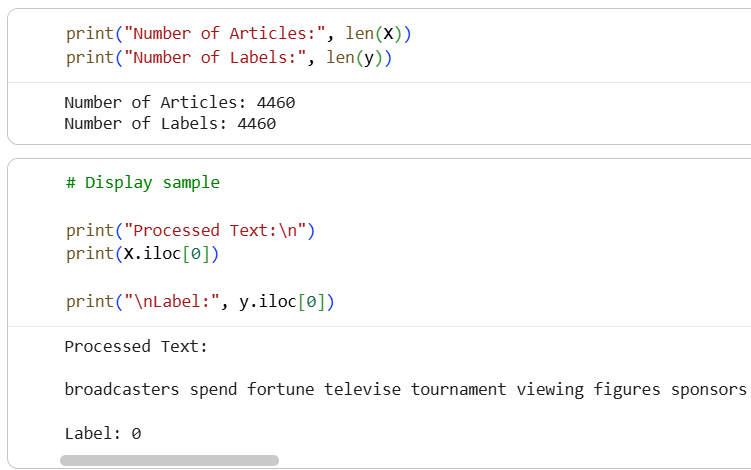 print("Number of Articles:", len(X))
print("Number of Labels:", len(y))
Number of Articles: 4460
Number of Labels: 4460
# Display sample
print("Processed Text:\n")
print(X.iloc[0])
print("\nLabel:", y.iloc[0])
Processed Text:
broadcasters spend fortune televise tournament viewing figures sponsors
Label: 0